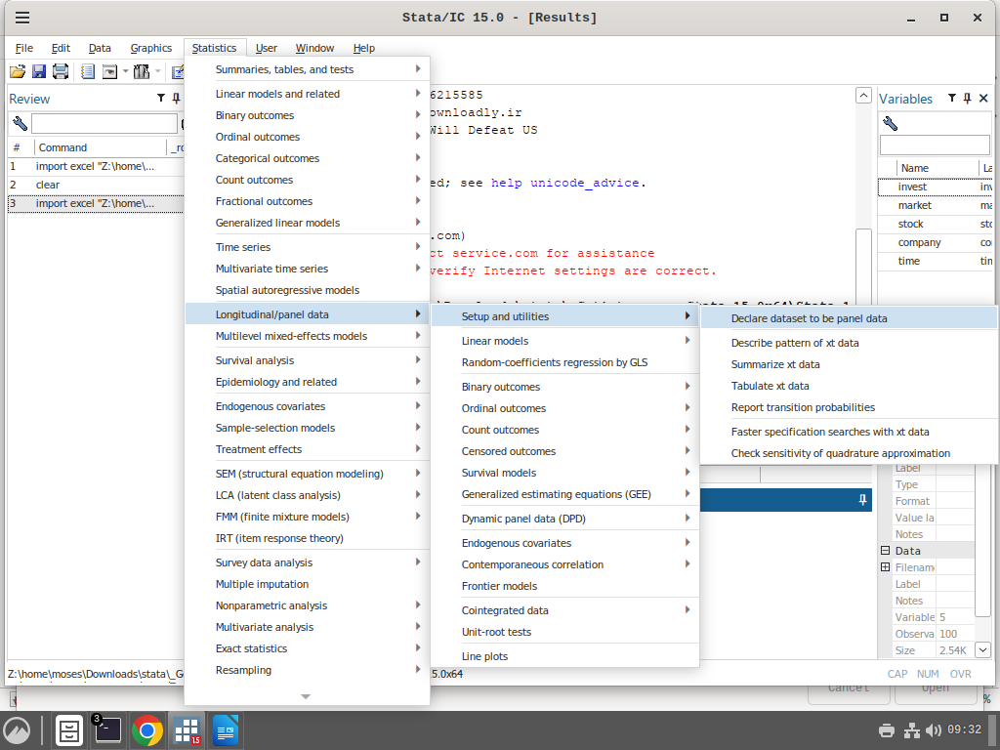 Stata/IC 15.0 - [Results]
File Edit Data Graphics Statistics User Window Help
Review
# Command _rc
1 import excel "Z:\home\...
2 clear
3 import excel "Z:\home\...
6215585
ownloadly.ir
Will Defeat US
ed; see help unicode_advice.
.com)
ct service.com for assistance
verify Internet settings are correct.
Summaries, tables, and tests
Linear models and related
Binary outcomes
Ordinal outcomes
Categorical outcomes
Count outcomes
Fractional outcomes
Generalized linear models
Time series
Multivariate time series
Spatial autoregressive models
Longitudinal/panel data
Multilevel mixed-effects models
Survival analysis
Epidemiology and related
Endogenous covariates
Sample-selection models
Treatment effects
SEM (structural equation modeling)
LCA (latent class analysis)
FMM (finite mixture models)
IRT (item response theory)
Survey data analysis
Multiple imputation
Nonparametric analysis
Multivariate analysis
Exact statistics
Resampling
Setup and utilities
Linear models
Random-coefficients regression by GLS
Binary outcomes
Ordinal outcomes
Count outcomes
Censored outcomes
Survival models
Generalized estimating equations (GEE)
Dynamic panel data (DPD)
Endogenous covariates
Contemporaneous correlation
Frontier models
Cointegrated data
Unit-root tests
Line plots
Declare dataset to be panel data
Describe pattern of xt data
Summarize xt data
Tabulate xt data
Report transition probabilities
Faster specification searches with xt data
Check sensitivity of quadrature approximation
Variables
Name La
invest inv
market ma
stock sto
company co
time tin
Label
Type
Format
Value la
Notes
Data
Filenam
Label
Notes
Variable 5
Observa 100
Size 2.54K
Z:\home\moses\Downloads\stata\_G 5.0x64
CAP NUM OVR
Cancel Open %
3
15
09:32